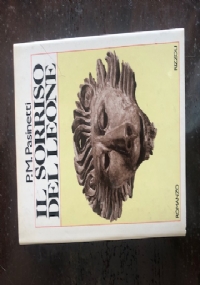 P.M. Pasinetti
IL SORRISO
DEL LEONE
ROMANZO
RIZZOLI